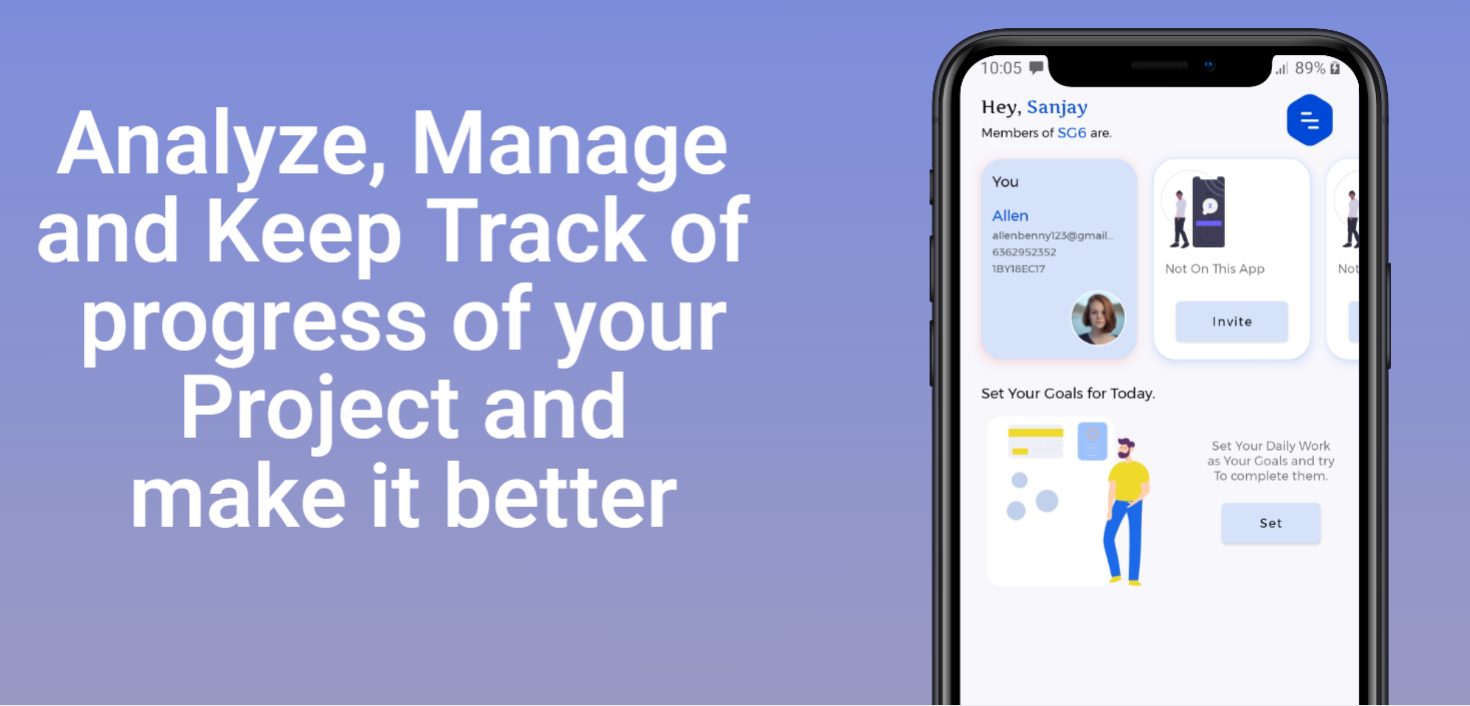 Analyze, Manage
and Keep Track of
progress of your
Project and
make it better
10:05
89%
Hey, Sanjay
Members of SG6 are.
You
Allen
allenbenny123@gmail..
6362952352
1BY18EC17
Not On This App
Invite
Not
Set Your Goals for Today.
Set Your Daily Work
as Your Goals and try
To complete them.
Set